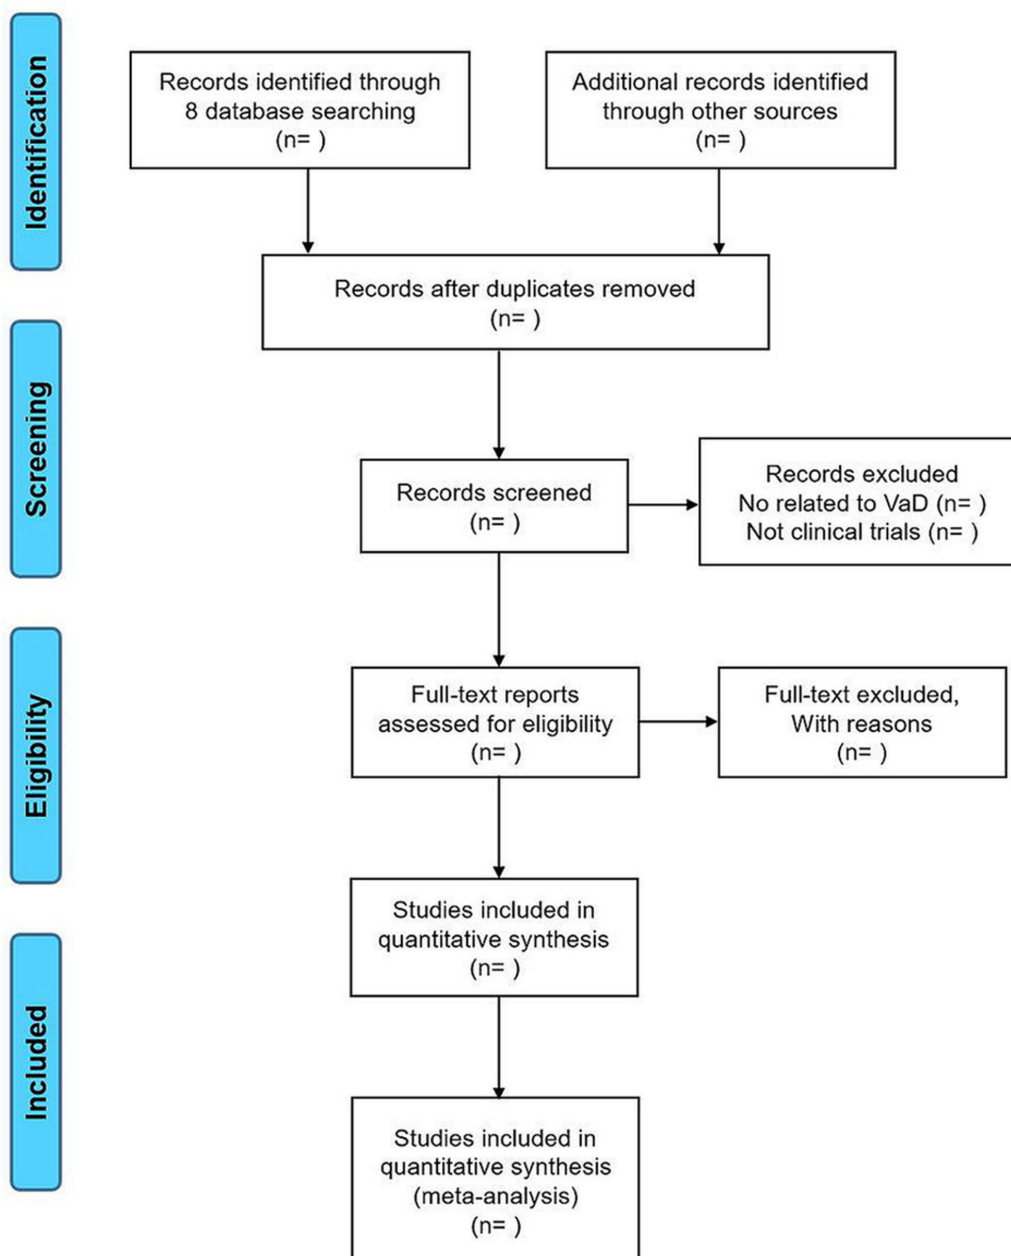 Identification
Records identified through
8 database searching
(n= )
Additional records identified
through other sources
(n= )
Records after duplicates removed
(n= )
Screening
Records screened
(n= )
Records excluded
No related to VaD (n= )
Not clinical trials (n= )
Eligibility
Full-text reports
assessed for eligibility
(n= )
Full-text excluded,
With reasons
(n= )
Included
Studies included in
quantitative synthesis
(n= )
Studies included in
quantitative synthesis
(meta-analysis)
(n= )